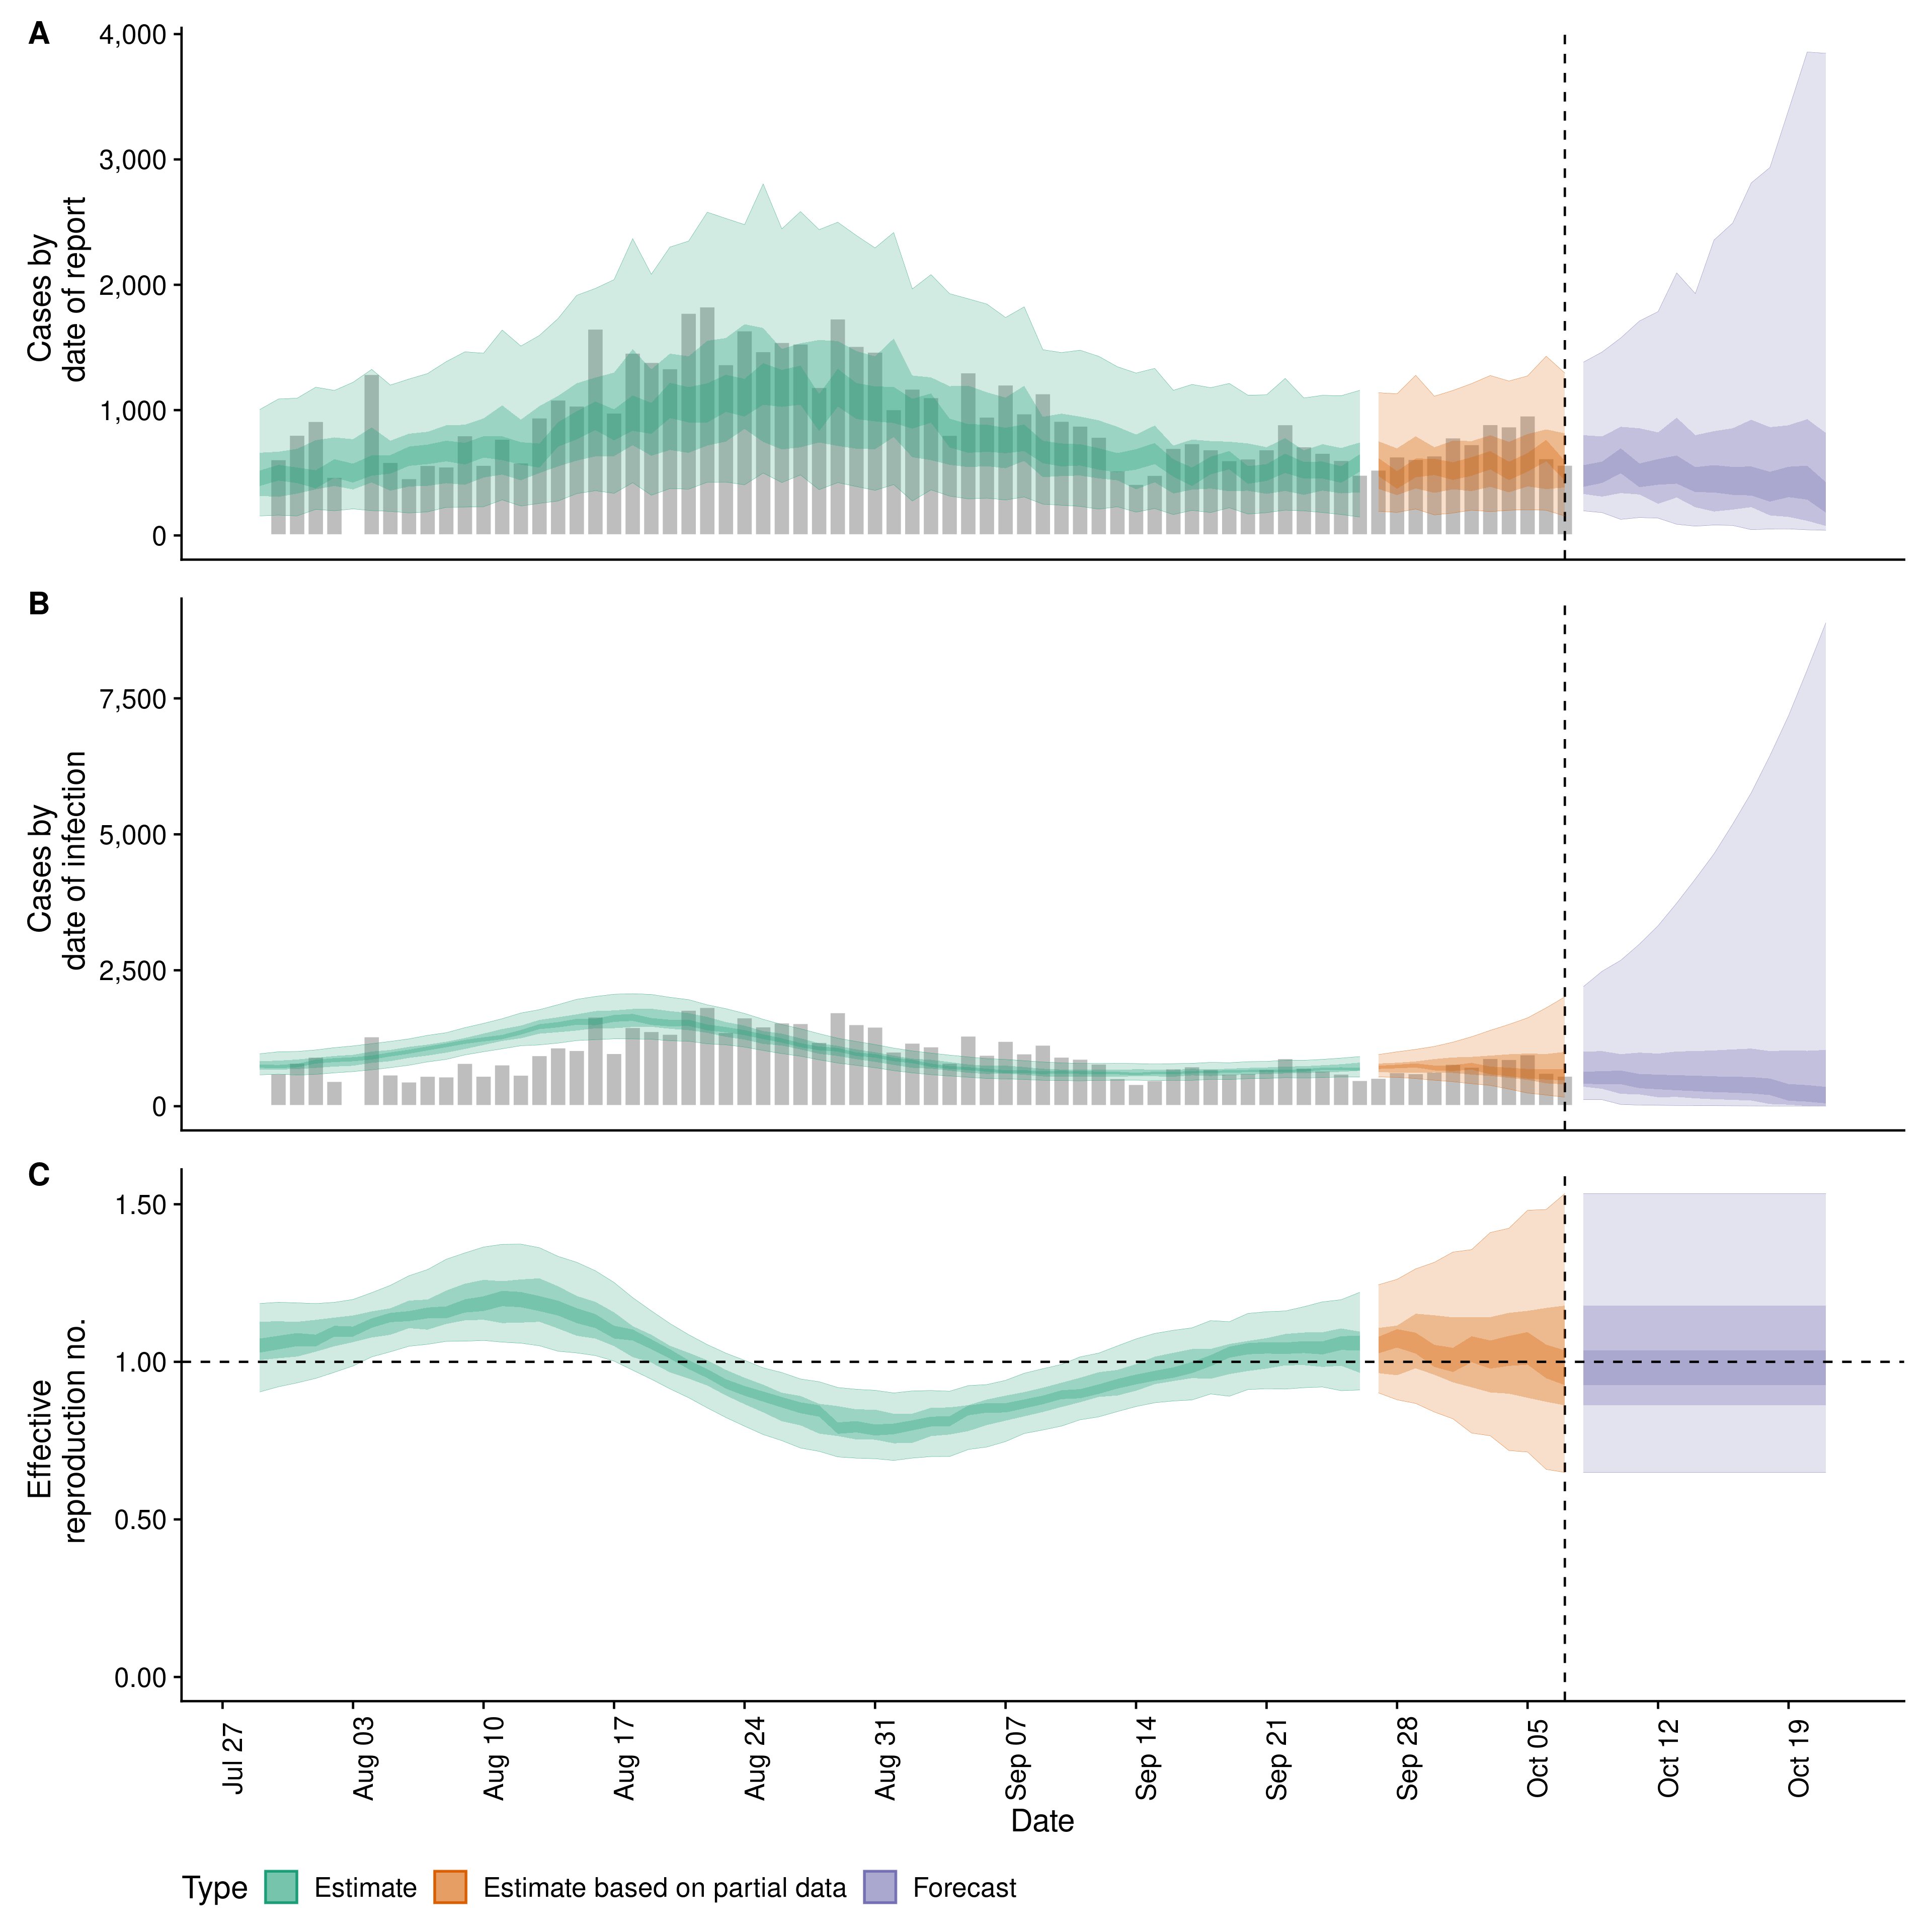 A
4,000
3,000
2,000
1,000
0
Cases by
date of report
B
7,500
5,000
2,500
0
Cases by
date of infection
C
1.50
1.00
0.50
0.00
Effective
reproduction no.
Jul 27
Aug 03
Aug 10
Aug 17
Aug 24
Aug 31
Sep 07
Sep 14
Sep 21
Sep 28
Oct 05
Oct 12
Oct 19
Date
Type Estimate Estimate based on partial data Forecast